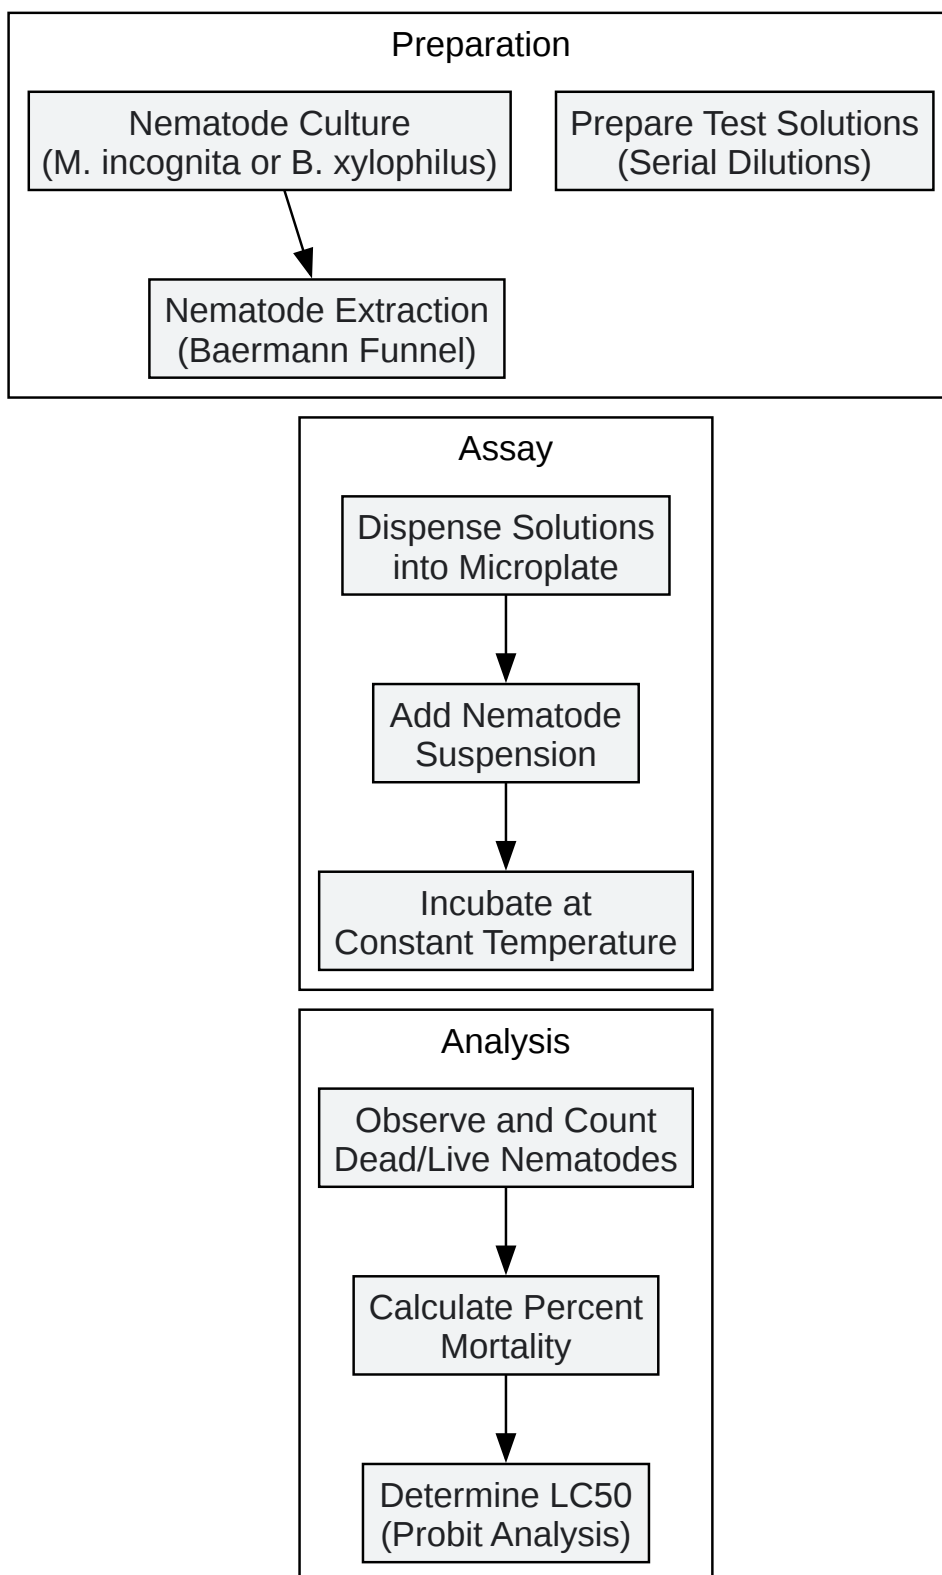 Preparation
Nematode Culture
(M. incognita or B. xylophilus)
Prepare Test Solutions
(Serial Dilutions)
Nematode Extraction
(Baermann Funnel)
Assay
Dispense Solutions
into Microplate
Add Nematode
Suspension
Incubate at
Constant Temperature
Analysis
Observe and Count
Dead/Live Nematodes
Calculate Percent
Mortality
Determine LC50
(Probit Analysis)